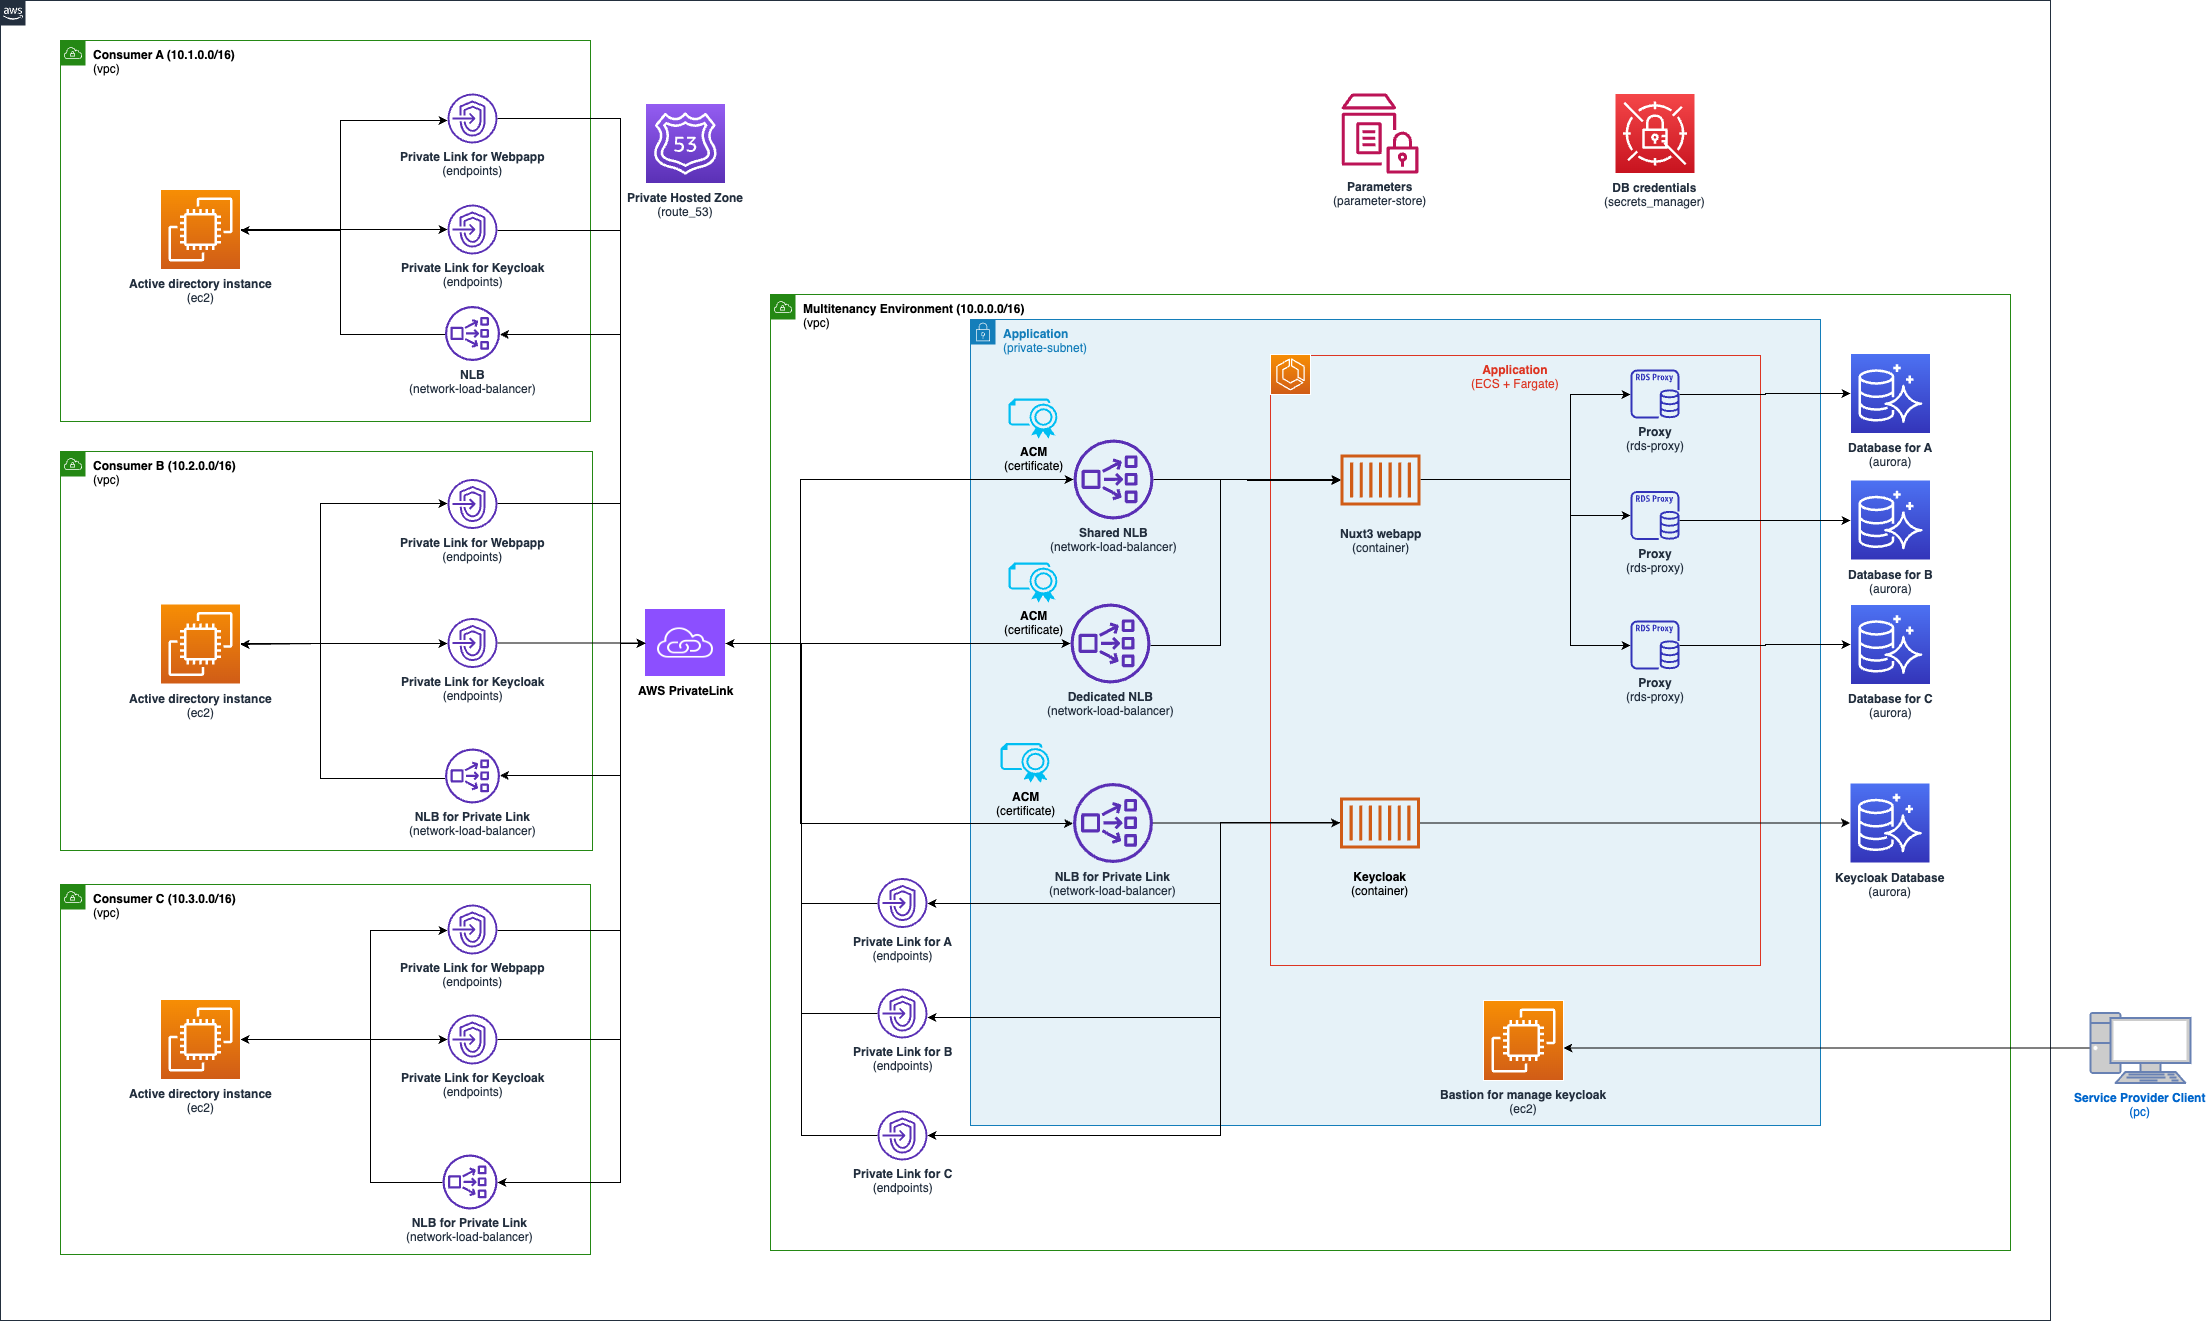 aws
Consumer A (10.1.0.0/16)
(vpc)
Private Link for Webpapp
(endpoints)
Private Link for Keycloak
(endpoints)
Active directory instance
(ec2)
NLB
(network-load-balancer)
53
Private Hosted Zone
(route_53)
Parameters
(parameter-store)
DB credentials
(secrets_manager)
Consumer B (10.2.0.0/16)
(vpc)
Private Link for Webpapp
(endpoints)
Private Link for Keycloak
(endpoints)
Active directory instance
(ec2)
NLB for Private Link
(network-load-balancer)
AWS PrivateLink
Consumer C (10.3.0.0/16)
(vpc)
Private Link for Webpapp
(endpoints)
Private Link for Keycloak
(endpoints)
Active directory instance
(ec2)
NLB for Private Link
(network-load-balancer)
Multitenancy Environment (10.0.0.0/16)
(vpc)
Application
(private-subnet)
Application
(ECS + Fargate)
ACM
(certificate)
Shared NLB
(network-load-balancer)
ACM
(certificate)
Dedicated NLB
(network-load-balancer)
ACM
(certificate)
NLB for Private Link
(network-load-balancer)
Nuxt3 webapp
(container)
Keycloak
(container)
RDS Proxy
Proxy
(rds-proxy)
RDS Proxy
Proxy
(rds-proxy)
RDS Proxy
Proxy
(rds-proxy)
Database for A
(aurora)
Database for B
(aurora)
Database for C
(aurora)
Keycloak Database
(aurora)
Private Link for A
(endpoints)
Private Link for B
(endpoints)
Private Link for C
(endpoints)
Bastion for manage keycloak
(ec2)
Service Provider Client
(pc)